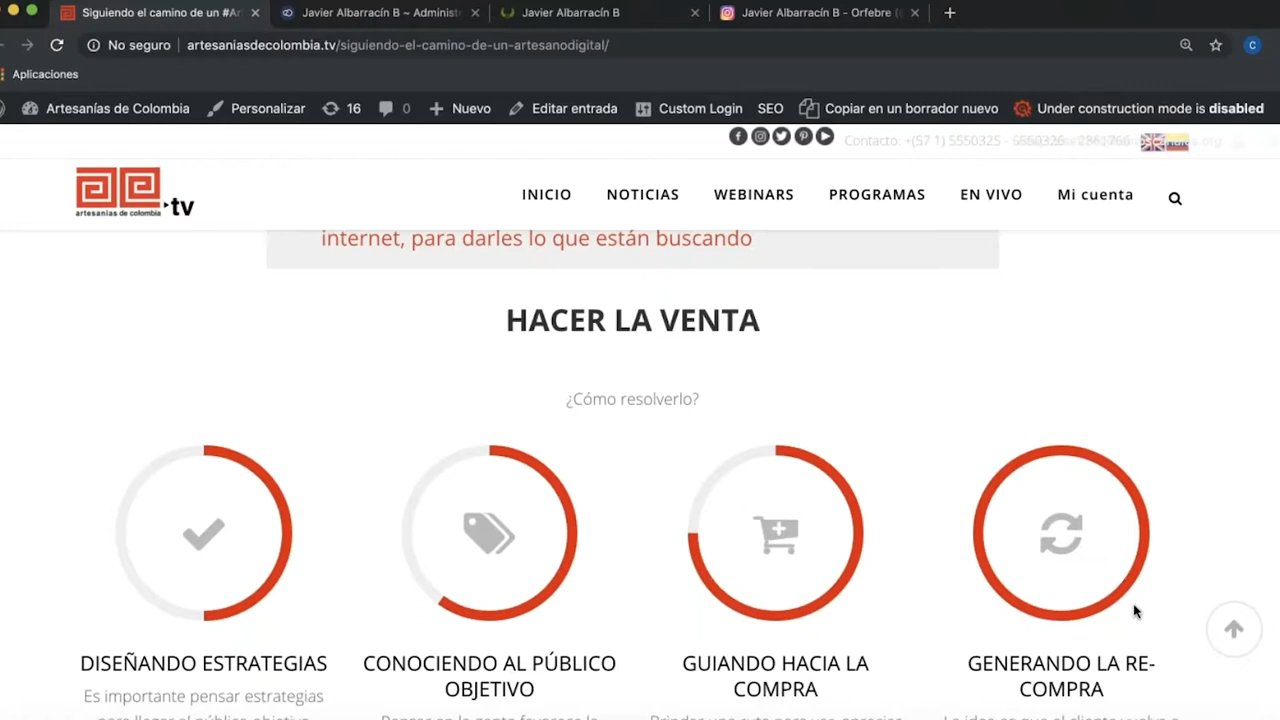 Siguiendo el camino de un #Ar
Javier Albarracín B ~ Administ
Javier Albarracín B
Javier Albarracín B - Orfebre (
No seguro
artesaniasdecolombia.tv/siguiendo-el-camino-de-un-artesanodigital/
C
Aplicaciones
Artesanías de Colombia
Personalizar
16
0
Nuevo
Editar entrada
Custom Login
SEO
Copiar en un borrador nuevo
Under construction mode is disabled
Contacto: +(57 1) 5550325 -
artesanías de colombia
tv
INICIO
NOTICIAS
WEBINARS
PROGRAMAS
EN VIVO
Mi cuenta
internet, para darles lo que están buscando
HACER LA VENTA
¿Cómo resolverlo?
DISEÑANDO ESTRATEGIAS
Es importante pensar estrategias
CONOCIENDO AL PÚBLICO
OBJETIVO
GUIANDO HACIA LA
COMPRA
GENERANDO LA RE-
COMPRA